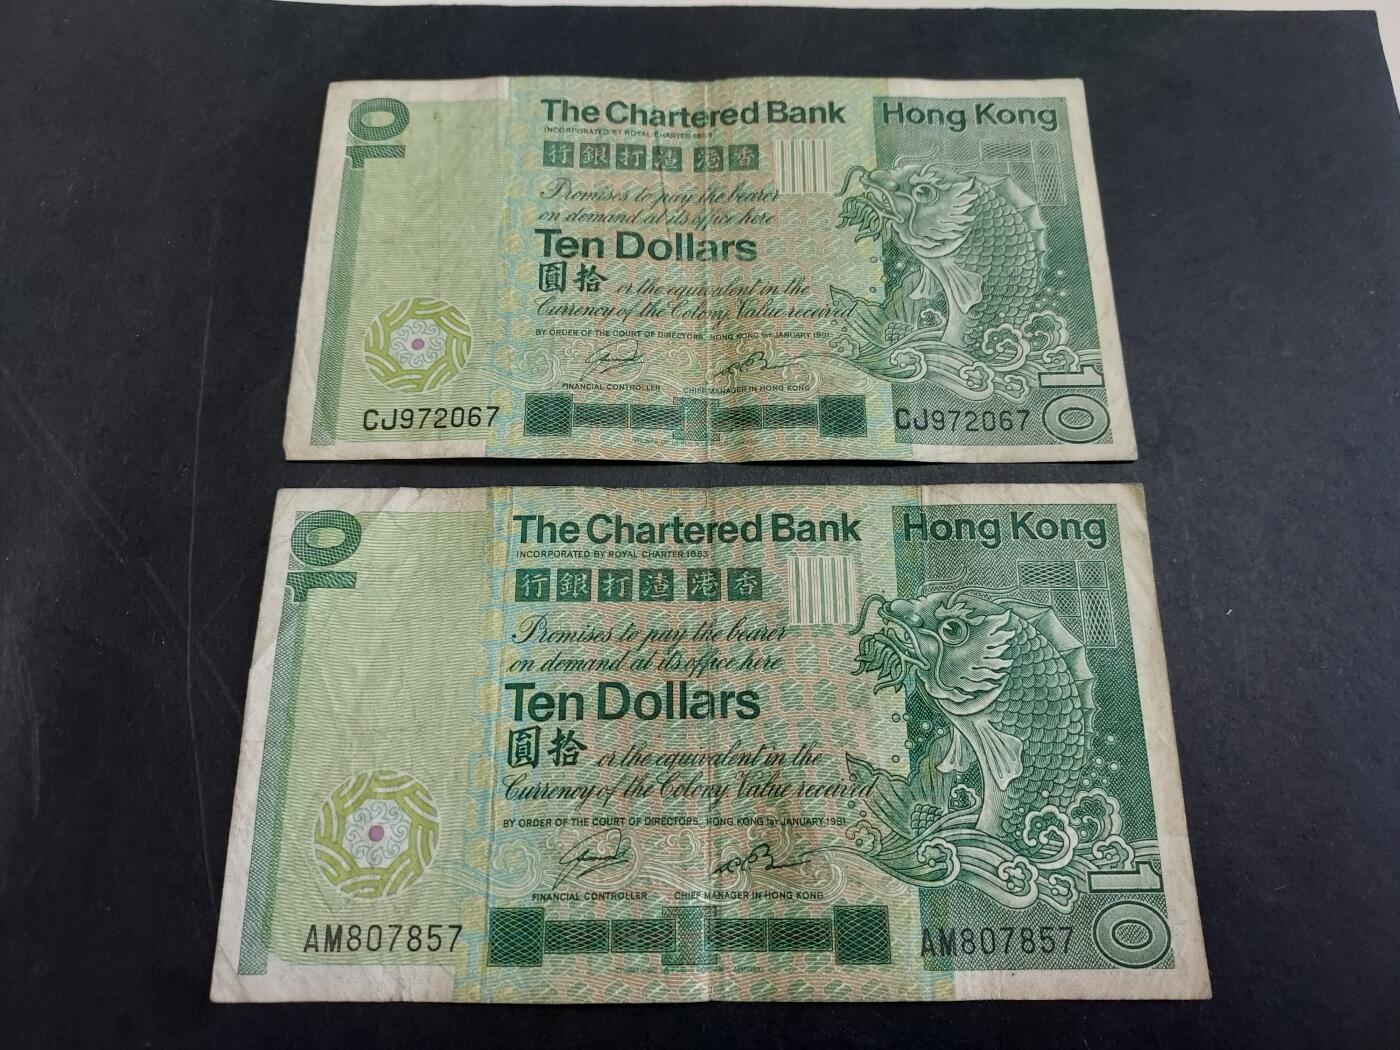 10
The Chartered Bank
Hong Kong
INCORPORATED BY ROYAL CHARTER 1853
行銀打渣港香
Promises to pay the bearer
on demand at its office here
Ten Dollars
圓拾 or the equivalent in the
Currency of the Colony Value received
BY ORDER OF THE COURT OF DIRECTORS, HONG KONG 1ST JANUARY 1981
FINANCIAL CONTROLLER CHIEF MANAGER IN HONG KONG
CJ972067
CJ972067
10
10
The Chartered Bank
Hong Kong
INCORPORATED BY ROYAL CHARTER 1853
行銀打渣港香
Promises to pay the bearer
on demand at its office here
Ten Dollars
圓拾 or the equivalent in the
Currency of the Colony Value received
BY ORDER OF THE COURT OF DIRECTORS, HONG KONG 1ST JANUARY 1981
FINANCIAL CONTROLLER CHIEF MANAGER IN HONG KONG
AM807857
AM807857
10